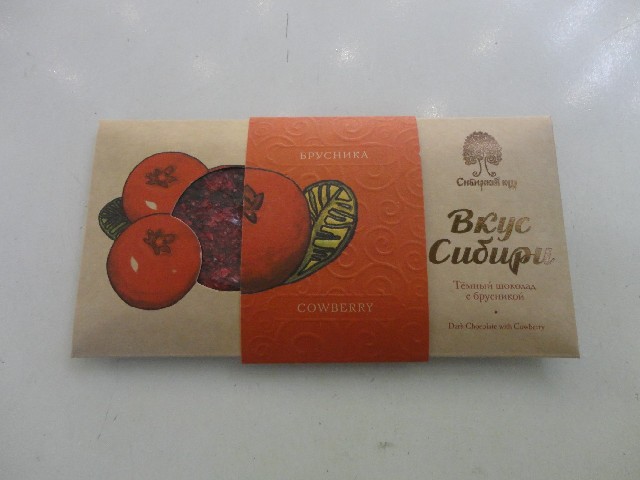 БРУСНИКА
COWBERRY
Сибирский кедр
Вкус
Сибири
Тёмный шоколад
с брусникой
Dark Chocolate with Cowberry